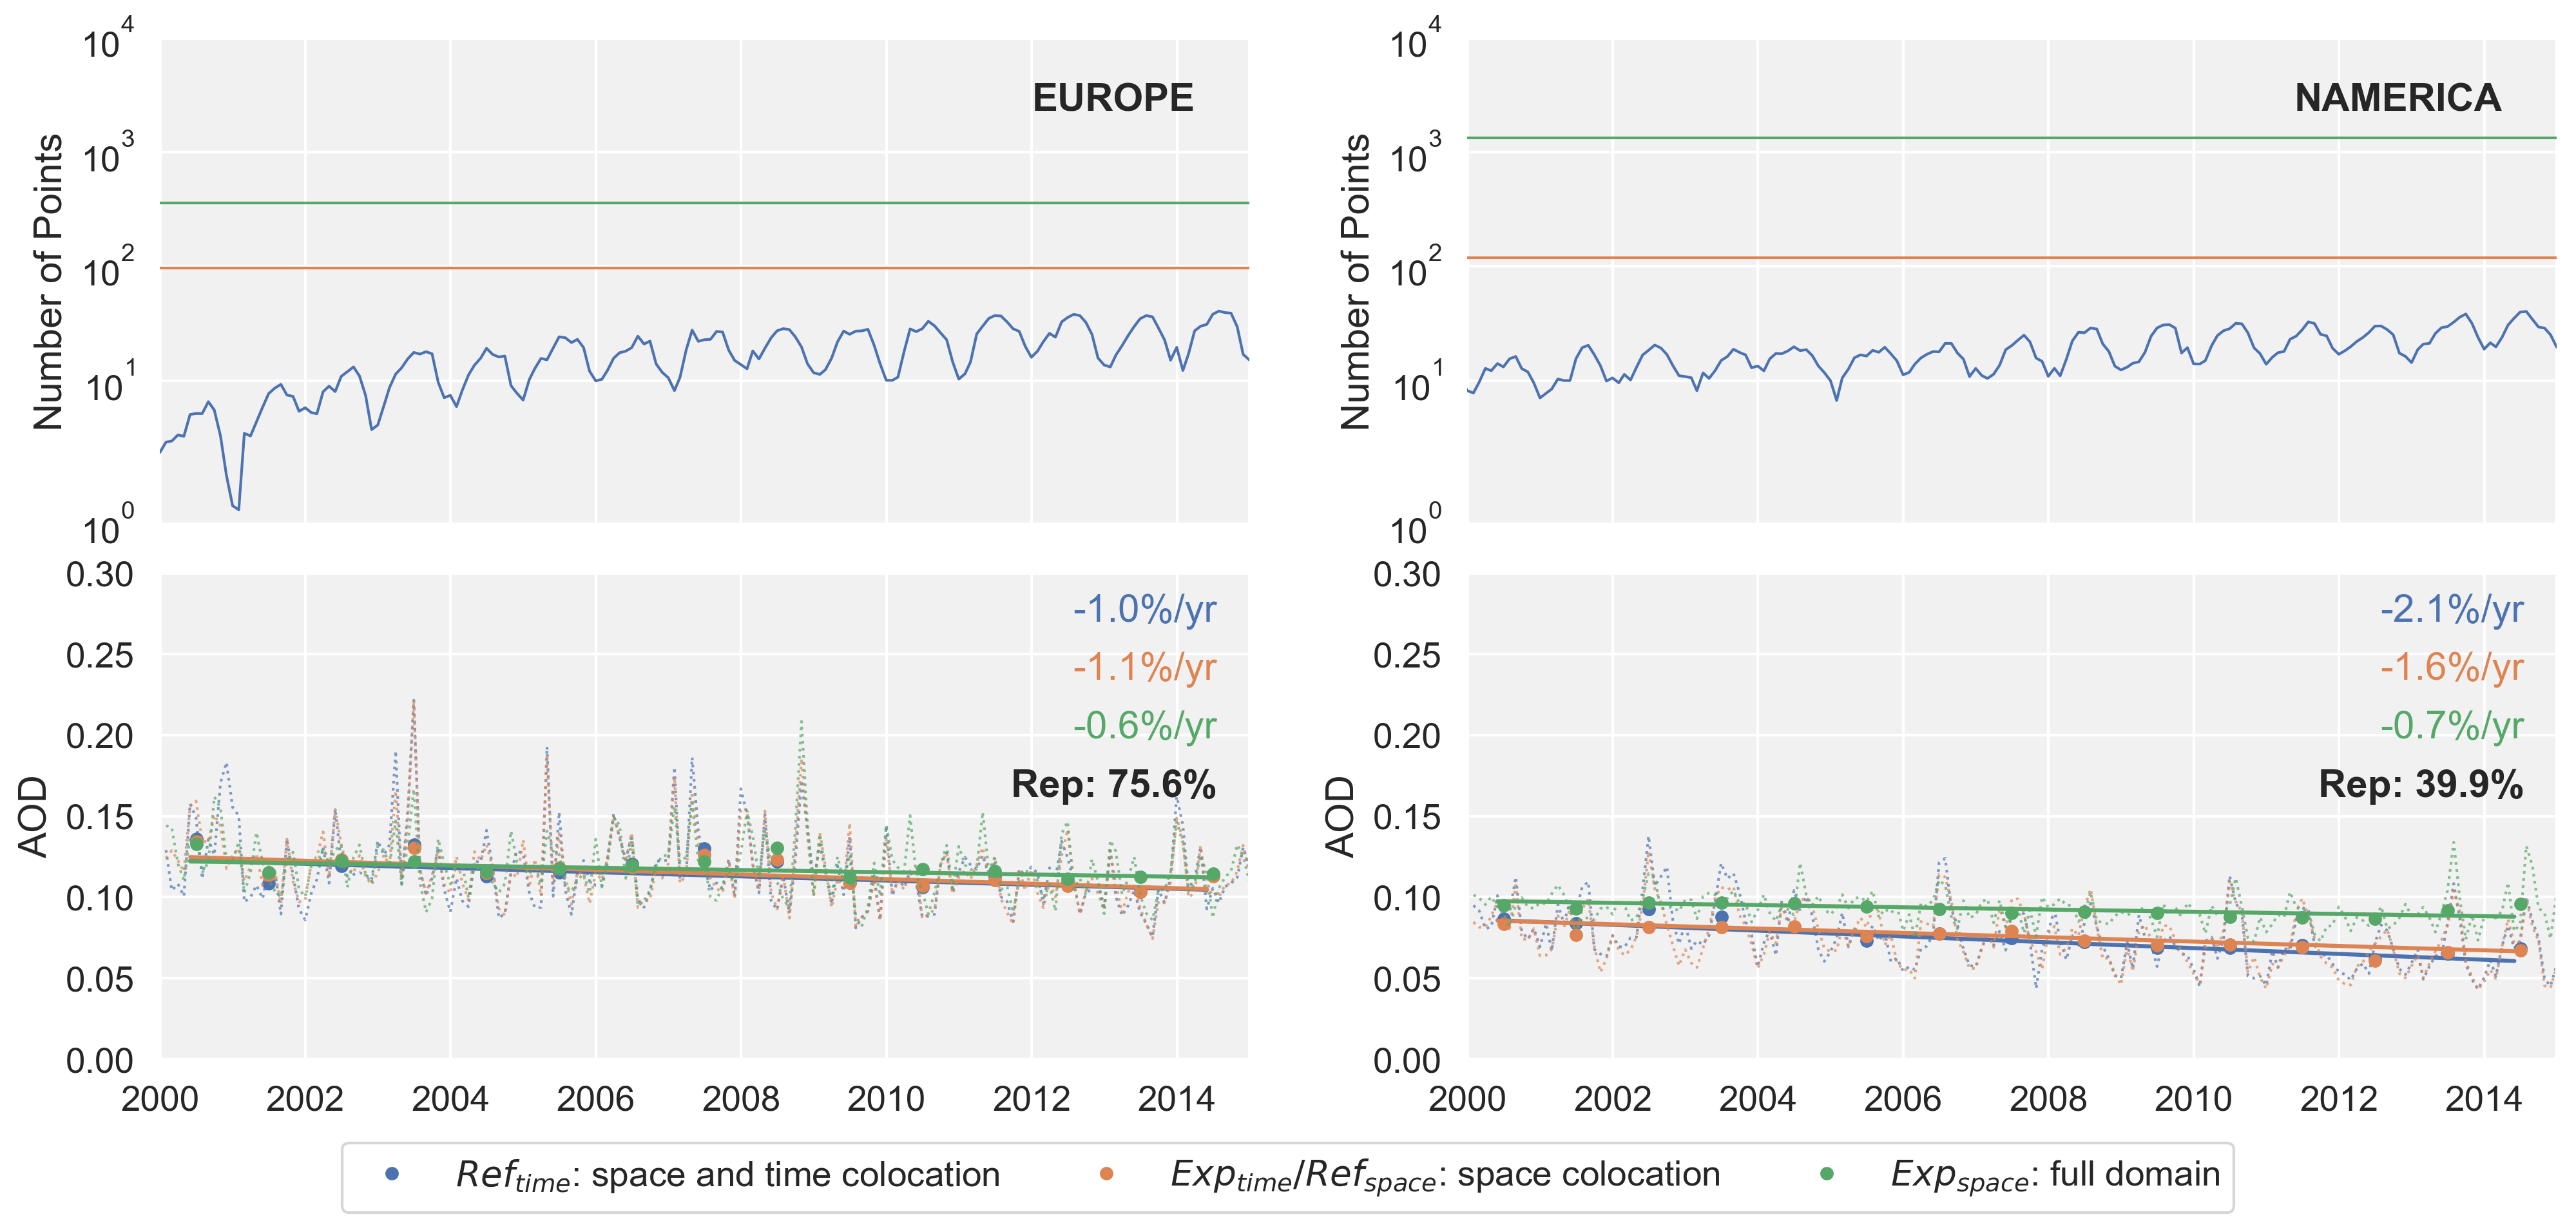 EUROPE
Number of Points
10^4
10^3
10^2
10^1
10^0
NAMERICA
Number of Points
10^4
10^3
10^2
10^1
10^0
AOD
0.30
0.25
0.20
0.15
0.10
0.05
0.00
-1.0%/yr
-1.1%/yr
-0.6%/yr
Rep: 75.6%
2000 2002 2004 2006 2008 2010 2012 2014
AOD
0.30
0.25
0.20
0.15
0.10
0.05
0.00
-2.1%/yr
-1.6%/yr
-0.7%/yr
Rep: 39.9%
2000 2002 2004 2006 2008 2010 2012 2014
Ref_time: space and time colocation
Exp_time/Ref_space: space colocation
Exp_space: full domain